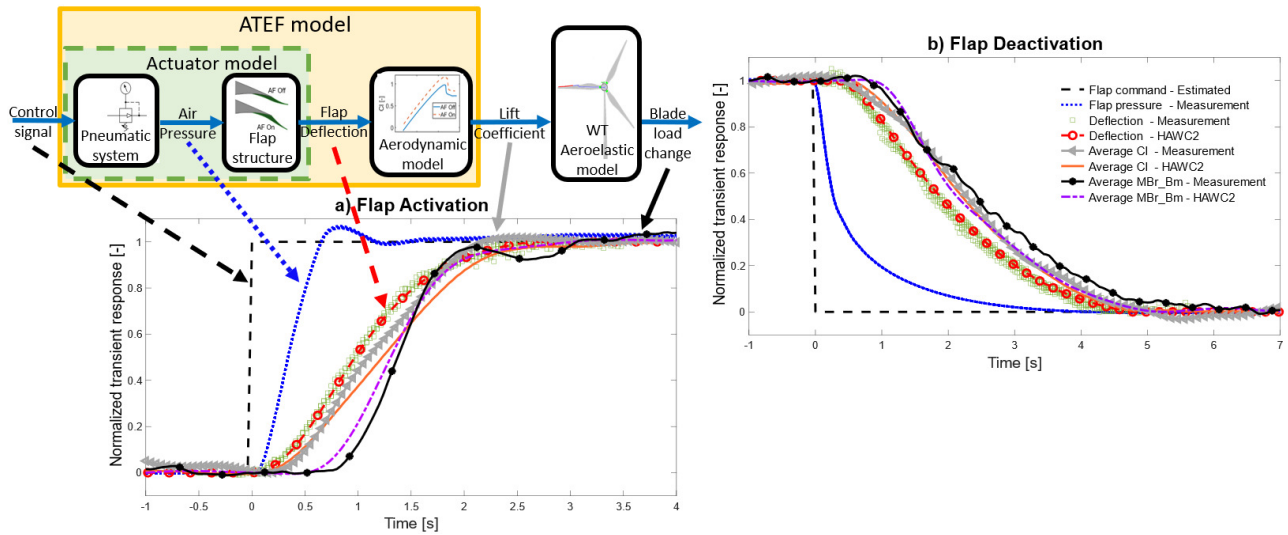 ATEF model
Actuator model
Control
signal
Pneumatic
system
Air
Pressure
AF Off
AF On
Flap
structure
Flap
Deflection
Cl [-]
0
1
AF Off
AF On
Aerodynamic
model
Lift
Coefficient
WT
Aeroelastic
model
Blade
load
change
a) Flap Activation
Normalized transient response [-]
1
0.8
0.6
0.4
0.2
0
-1 -0.5 0 0.5 1 1.5 2 2.5 3 3.5 4
Time [s]
b) Flap Deactivation
Normalized transient response [-]
1
0.8
0.6
0.4
0.2
0
Flap command - Estimated
Flap pressure - Measurement
Deflection - Measurement
Deflection - HAWC2
Average Cl - Measurement
Average Cl - HAWC2
Average MBr_Bm - Measurement
Average MBr_Bm - HAWC2
-1 0 1 2 3 4 5 6 7
Time [s]